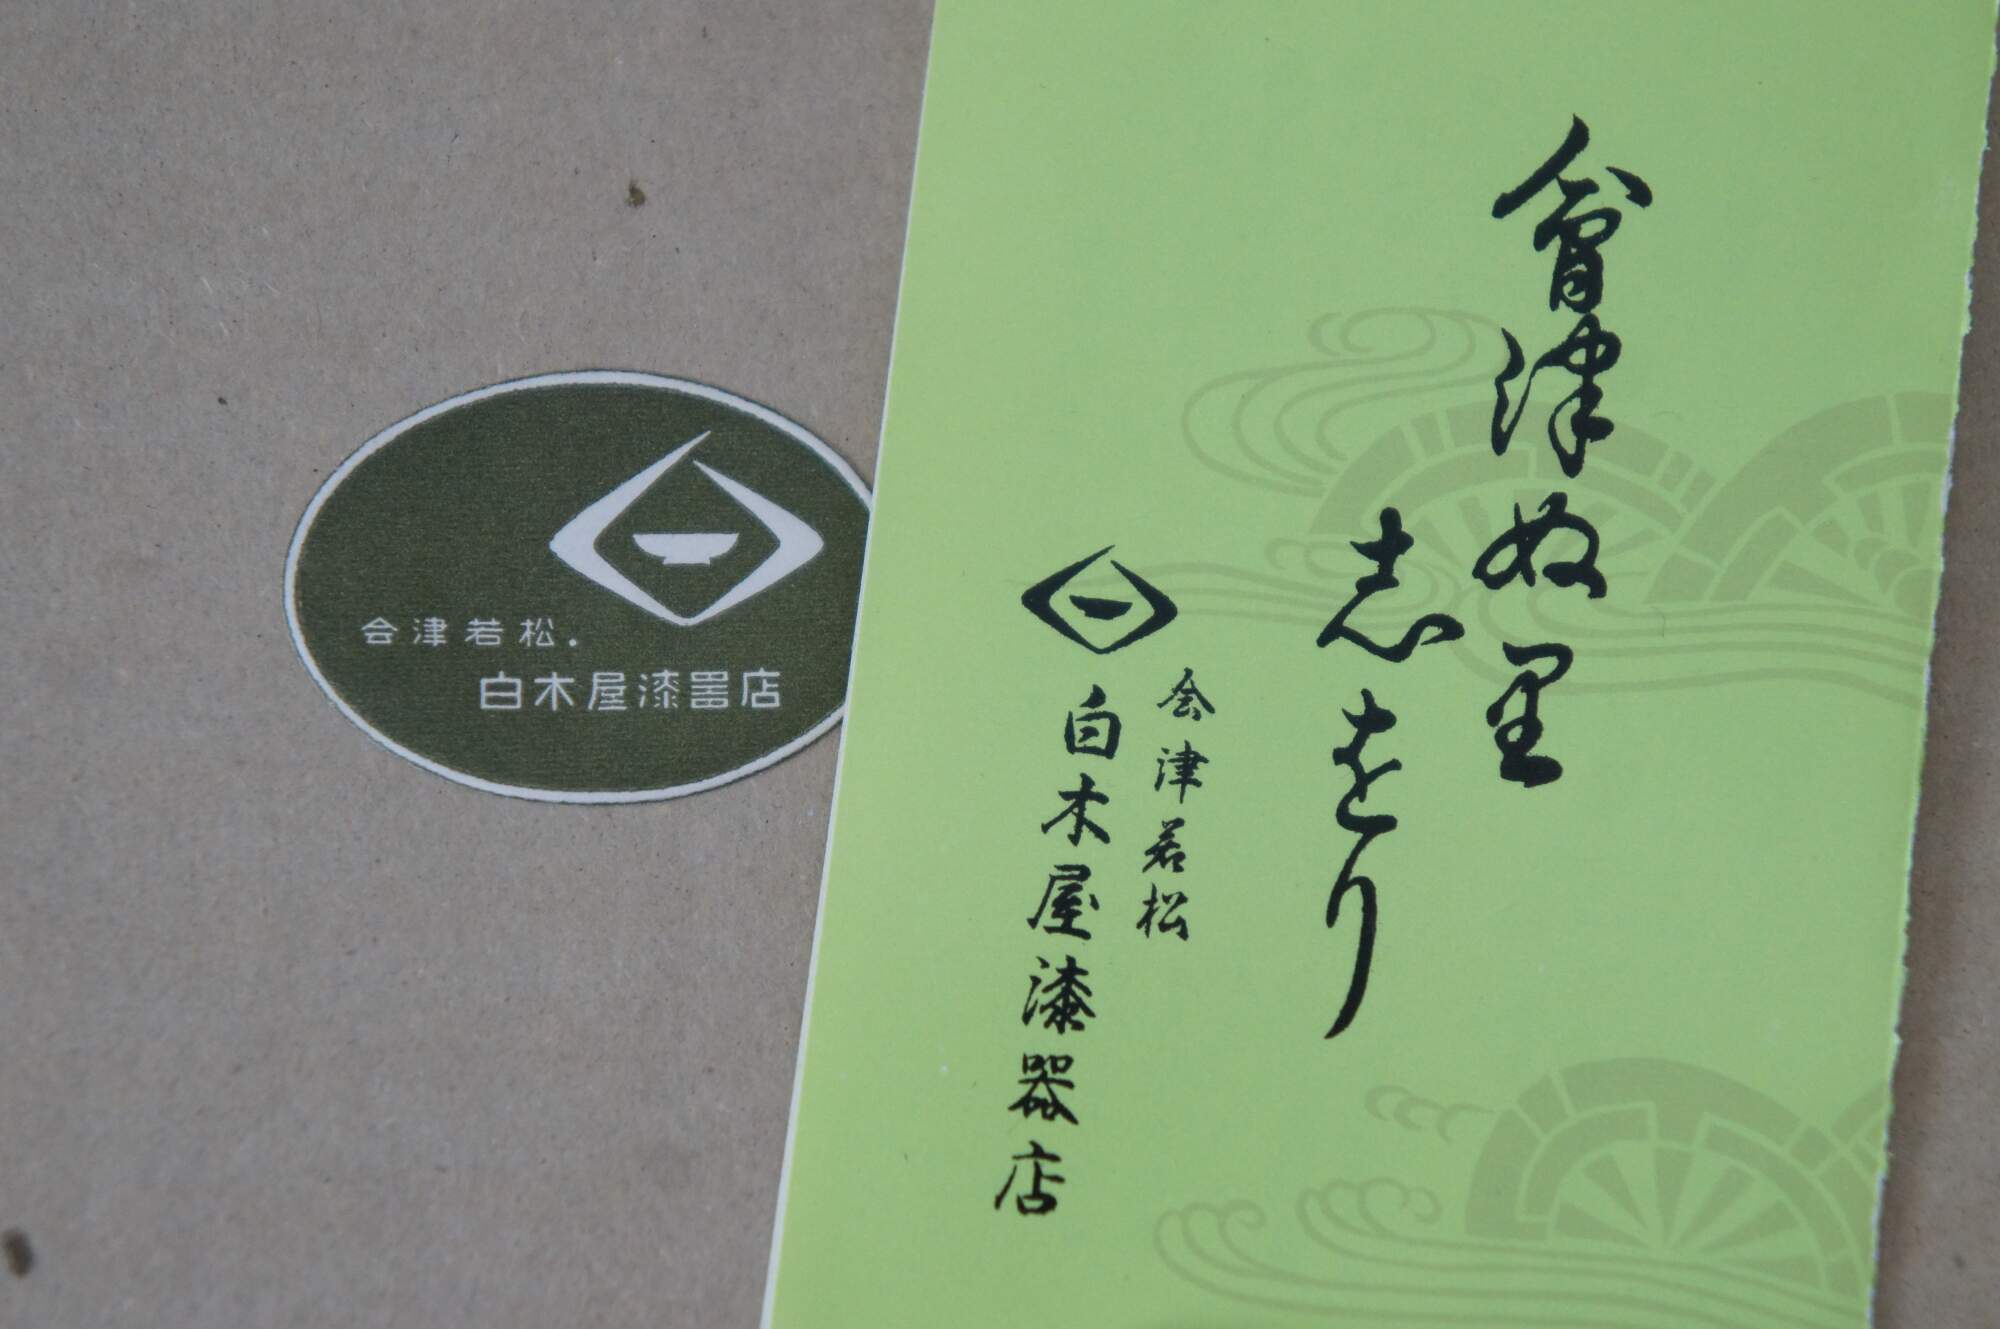 会津若松.
白木屋漆器店
會津ぬ里
志をり
会津若松
白木屋漆器店